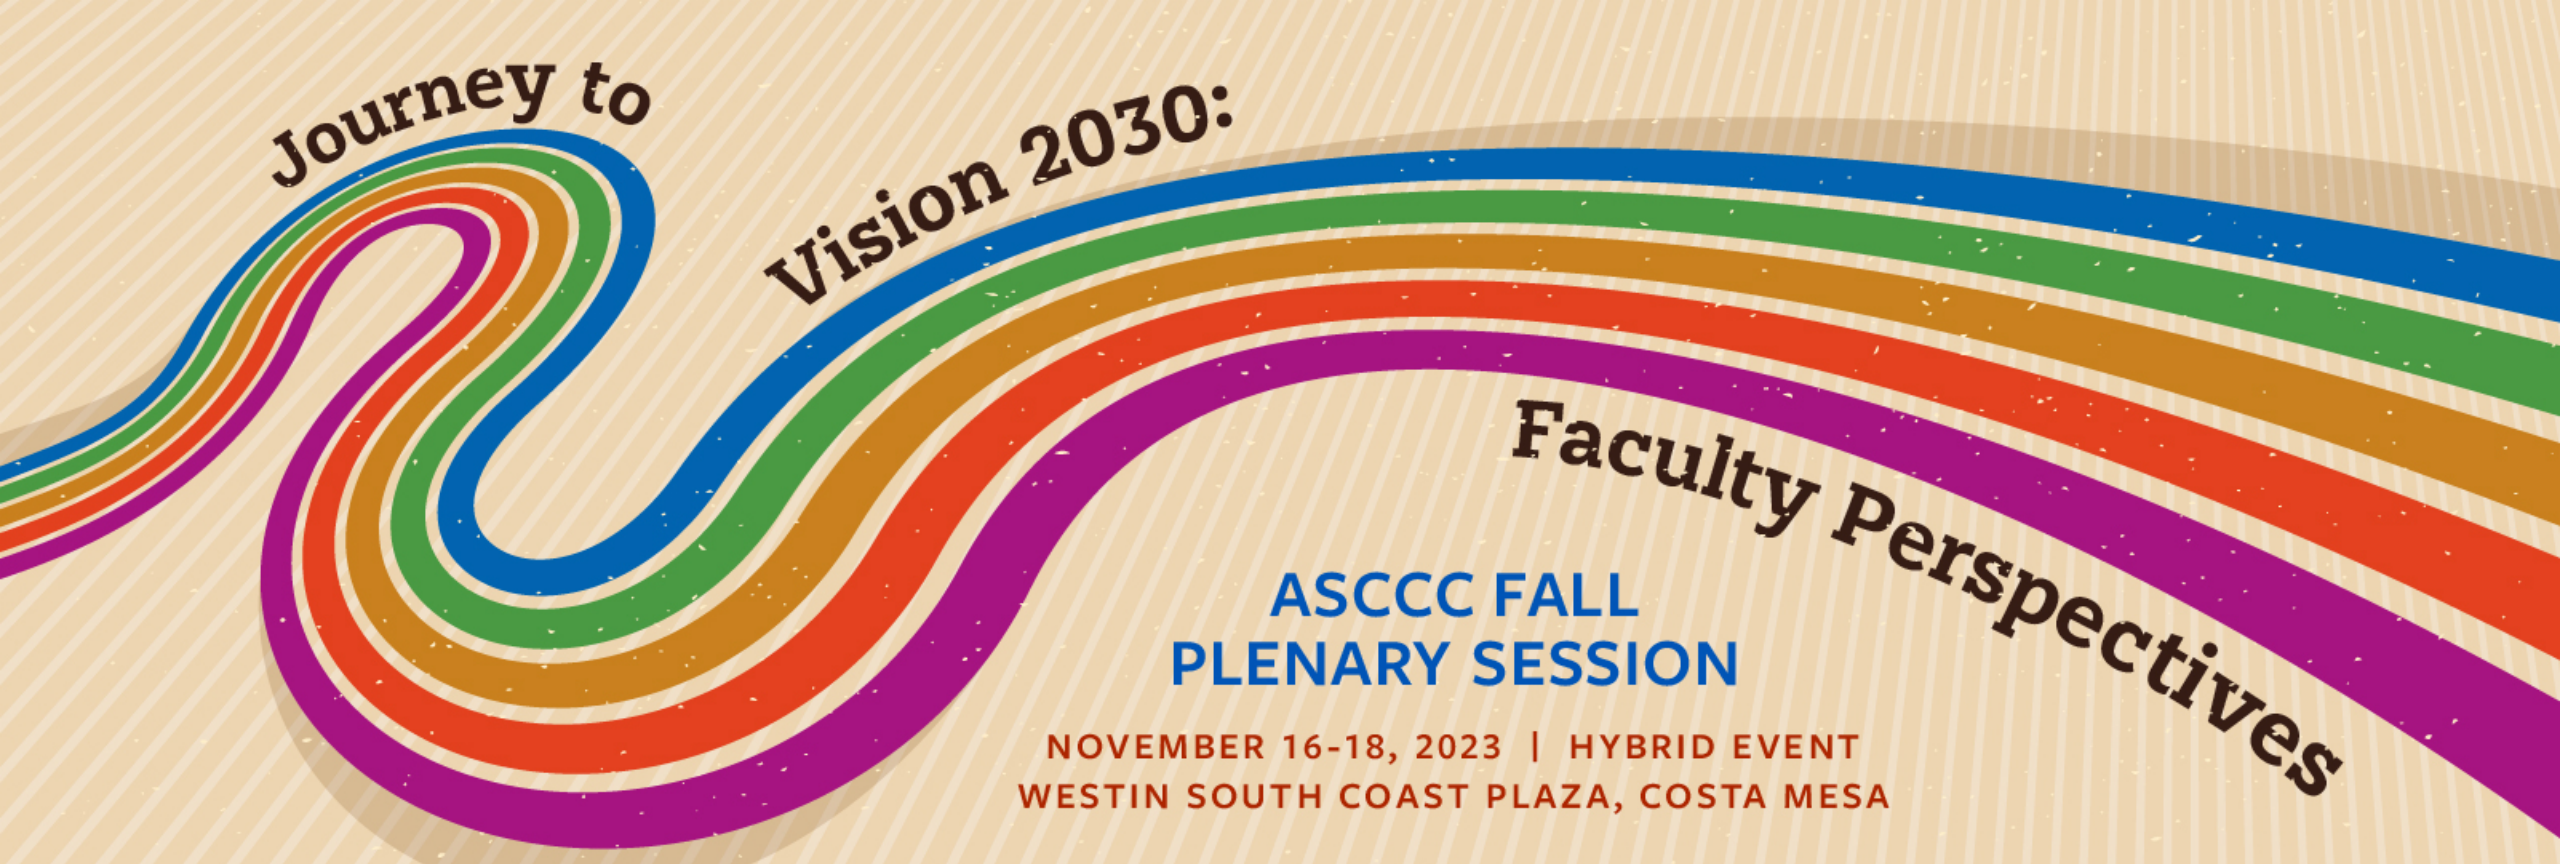 Journey to
Vision 2030:
Faculty Perspectives
ASCCC FALL
PLENARY SESSION
NOVEMBER 16-18, 2023 | HYBRID EVENT
WESTIN SOUTH COAST PLAZA, COSTA MESA